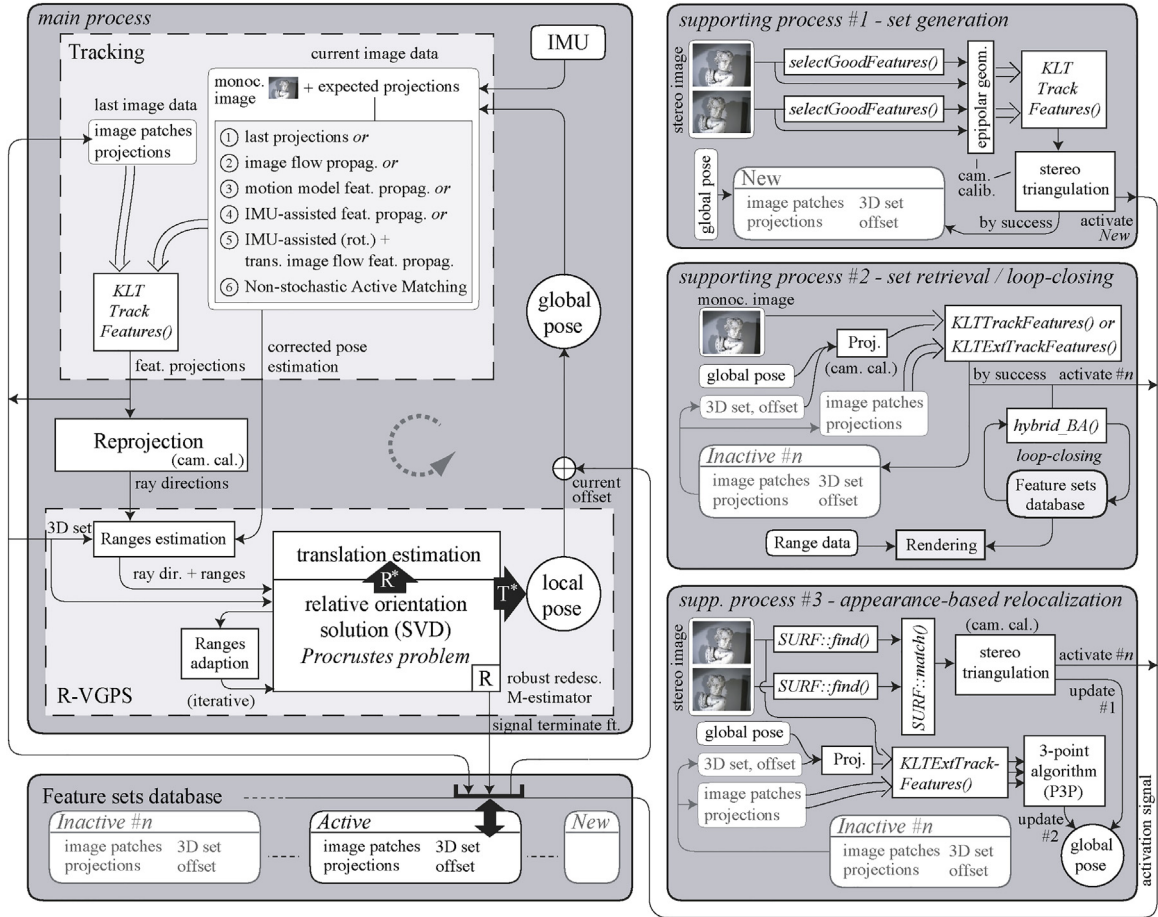 main process
Tracking
IMU
current image data
monoc.
image
+ expected projections
last image data
image patches
projections
1 last projections or
2 image flow propag. or
3 motion model feat. propag. or
4 IMU-assisted feat. propag. or
5 IMU-assisted (rot.) +
trans. image flow feat. propag.
6 Non-stochastic Active Matching
KLT
Track
Features()
global
pose
feat. projections
corrected pose
estimation
Reprojection
(cam. cal.)
ray directions
current
offset
3D set
Ranges estimation
ray dir. + ranges
translation estimation
R*
T*
local
pose
relative orientation
solution (SVD)
Procrustes problem
Ranges
adaption
(iterative)
R
robust redesc.
M-estimator
R-VGPS
signal terminate ft.
Feature sets database
Inactive #n
image patches
projections
3D set
offset
Active
image patches
projections
3D set
offset
New
supporting process #1 - set generation
stereo image
selectGoodFeatures()
selectGoodFeatures()
epipolar geom.
KLT
Track
Features()
global pose
New
image patches
projections
3D set
offset
cam.
calib.
stereo
triangulation
by success
activate
New
supporting process #2 - set retrieval / loop-closing
monoc. image
Proj.
(cam. cal.)
KLTTrackFeatures() or
KLTExtTrackFeatures()
global pose
3D set, offset
image patches
projections
by success
activate #n
Inactive #n
image patches
projections
3D set
offset
hybrid_BA()
loop-closing
Feature sets
database
Range data
Rendering
supp. process #3 - appearance-based relocalization
stereo image
SURF::find()
SURF::find()
SURF::match()
(cam. cal.)
stereo
triangulation
activate #n
update
#1
global pose
3D set, offset
Proj.
image patches
projections
KLTExtTrack-
Features()
3-point
algorithm
(P3P)
update
#2
global
pose
Inactive #n
image patches
projections
3D set
offset
activation signal